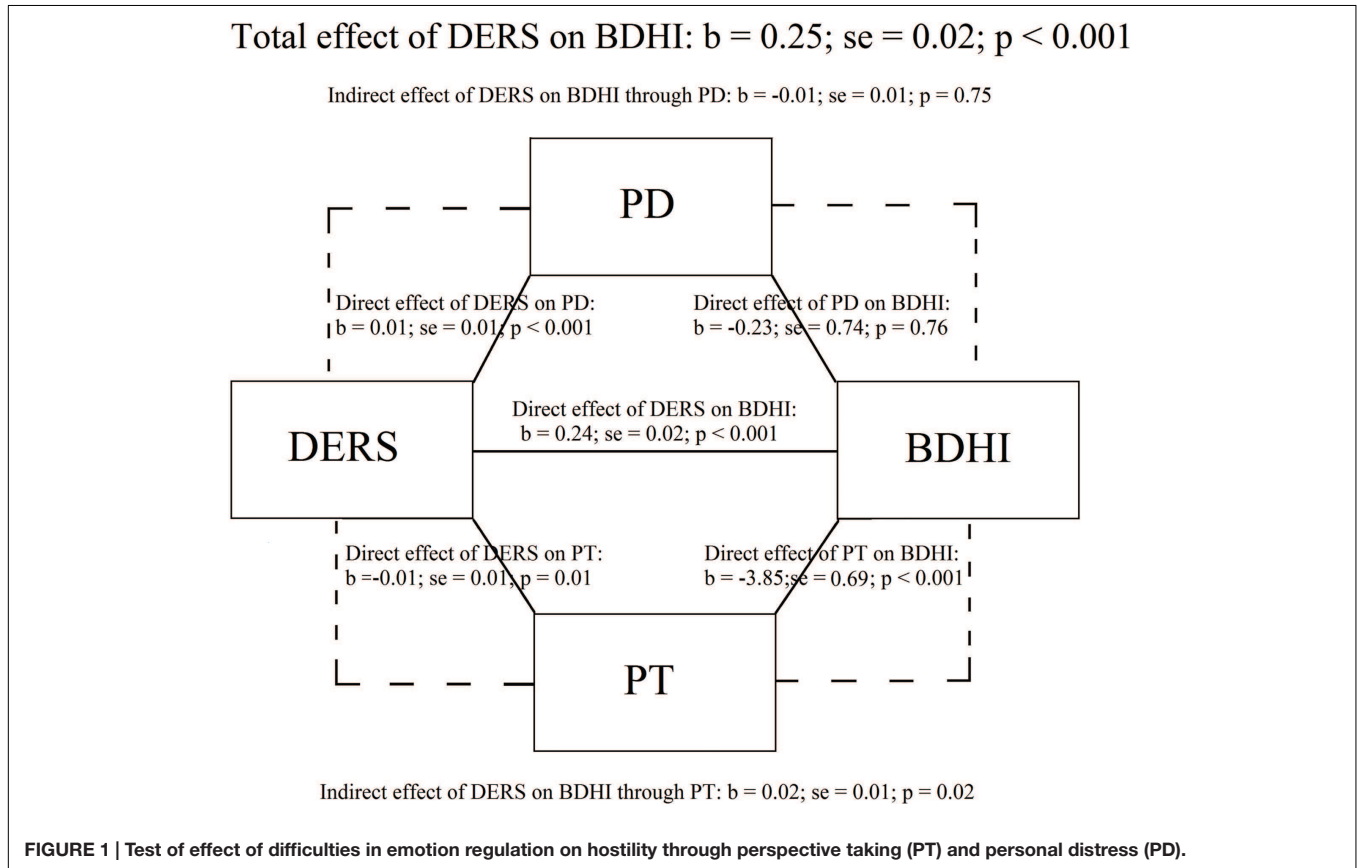 Total effect of DERS on BDHI: b = 0.25; se = 0.02; p < 0.001
Indirect effect of DERS on BDHI through PD: b = -0.01; se = 0.01; p = 0.75
PD
Direct effect of DERS on PD:
b = 0.01; se = 0.01; p < 0.001
Direct effect of PD on BDHI:
b = -0.23; se = 0.74; p = 0.76
DERS
Direct effect of DERS on BDHI:
b = 0.24; se = 0.02; p < 0.001
BDHI
Direct effect of DERS on PT:
b =-0.01; se = 0.01; p = 0.01
Direct effect of PT on BDHI:
b = -3.85;se = 0.69; p < 0.001
PT
Indirect effect of DERS on BDHI through PT: b = 0.02; se = 0.01; p = 0.02
FIGURE 1 | Test of effect of difficulties in emotion regulation on hostility through perspective taking (PT) and personal distress (PD).